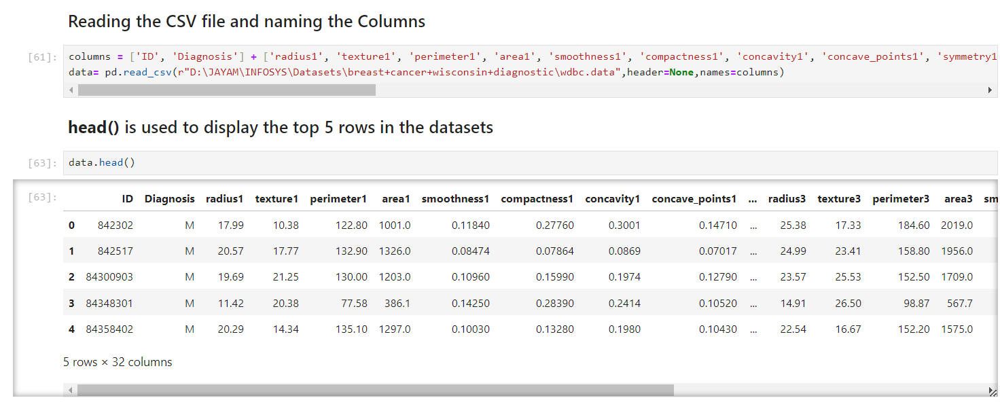 Reading the CSV file and naming the Columns
[61]: columns = ['ID', 'Diagnosis'] + ['radius1', 'texture1', 'perimeter1', 'area1', 'smoothness1', 'compactness1', 'concavity1', 'concave_points1', 'symmetry1
data= pd.read_csv(r"D:\JAYAM\INFOSYS\Datasets\breast+cancer+wisconsin+diagnostic\wdbc.data",header=None,names=columns)
head() is used to display the top 5 rows in the datasets
[63]: data.head()
[63]:
ID Diagnosis radius1 texture1 perimeter1 area1 smoothness1 compactness1 concavity1 concave_points1 ... radius3 texture3 perimeter3 area3 sm
0 842302 M 17.99 10.38 122.80 1001.0 0.11840 0.27760 0.3001 0.14710 ... 25.38 17.33 184.60 2019.0
1 842517 M 20.57 17.77 132.90 1326.0 0.08474 0.07864 0.0869 0.07017 ... 24.99 23.41 158.80 1956.0
2 84300903 M 19.69 21.25 130.00 1203.0 0.10960 0.15990 0.1974 0.12790 ... 23.57 25.53 152.50 1709.0
3 84348301 M 11.42 20.38 77.58 386.1 0.14250 0.28390 0.2414 0.10520 ... 14.91 26.50 98.87 567.7
4 84358402 M 20.29 14.34 135.10 1297.0 0.10030 0.13280 0.1980 0.10430 ... 22.54 16.67 152.20 1575.0
5 rows × 32 columns